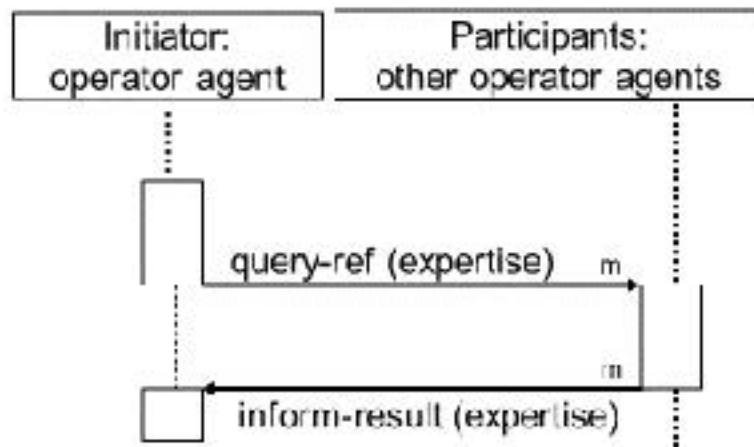 Initiator:
operator agent
Participants:
other operator agents
query-ref (expertise)
m
m
inform-result (expertise)